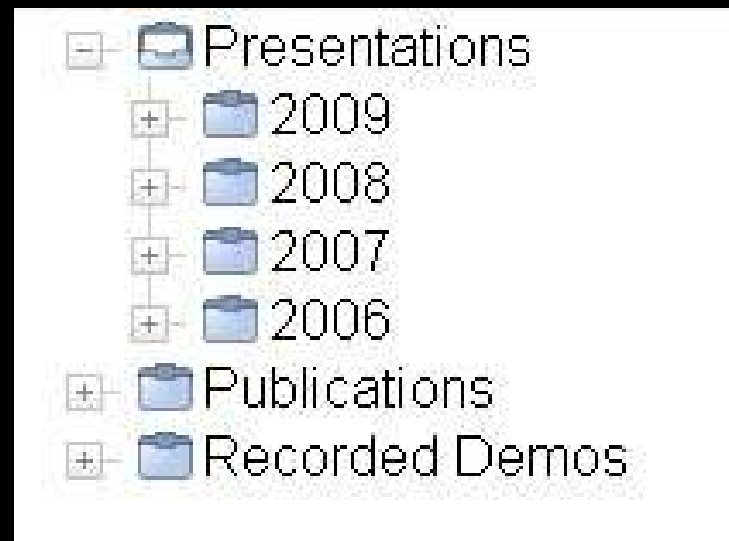 Presentations
2009
2008
2007
2006
Publications
Recorded Demos